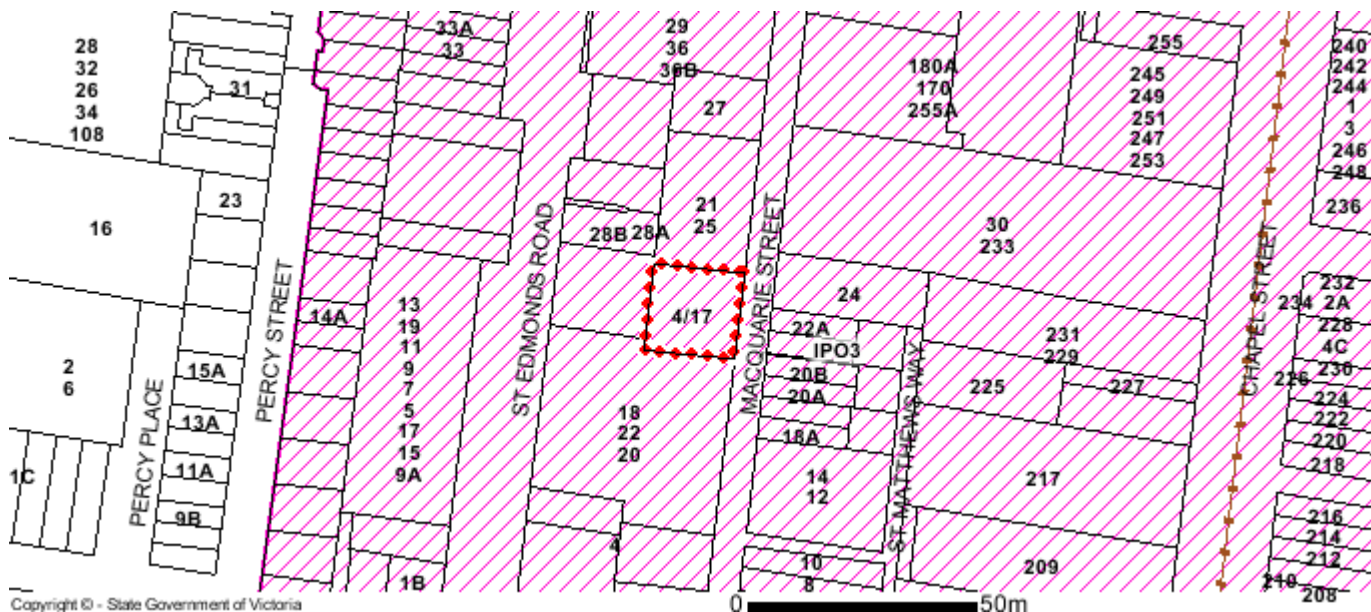 28
32
26
34
108
31
33A
33
29
36
36B
27
180A
170
255A
255
245
249
251
247
253
240
242
244
1
3
246
248
236
23
16
PERCY STREET
ST EDMONDS ROAD
28B
28A
21
25
MACQUARIE STREET
30
233
CHAPEL STREET
14A
13
19
11
9
7
5
17
15
9A
4/17
24
22A
IPO3
20B
20A
18A
ST MATTHEWS WAY
231
229
225
227
234
232
2A
228
4C
230
226
224
222
220
218
2
6
15A
13A
11A
9B
PERCY PLACE
1C
18
22
20
14
12
217
216
214
212
210
208
4
1B
10
8
209
Copyright © - State Government of Victoria
0
50m